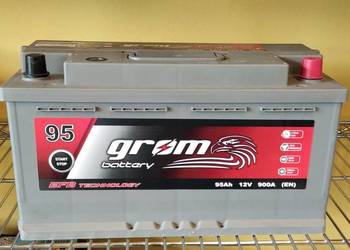 95
START
STOP
grom
battery
EFB TECHNOLOGY
95Ah 12V 900A (EN)